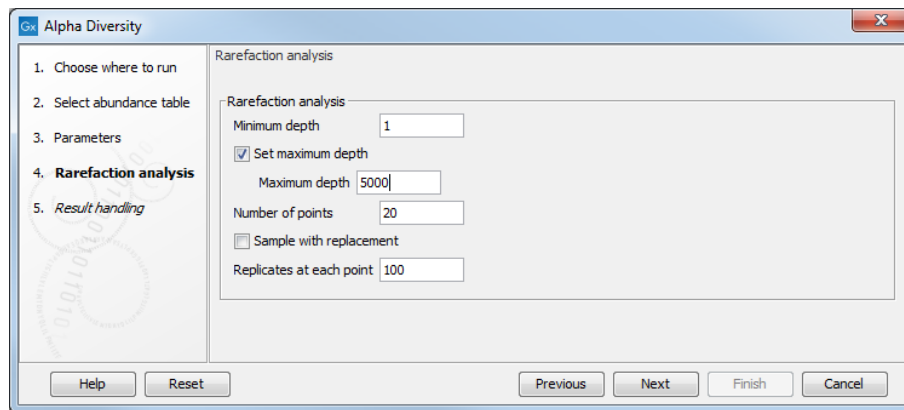 Gx Alpha Diversity
X
1. Choose where to run
2. Select abundance table
3. Parameters
4. Rarefaction analysis
5. Result handling
Rarefaction analysis
Rarefaction analysis
Minimum depth 1
Set maximum depth
Maximum depth 5000
Number of points 20
Sample with replacement
Replicates at each point 100
Help Reset Previous Next Finish Cancel